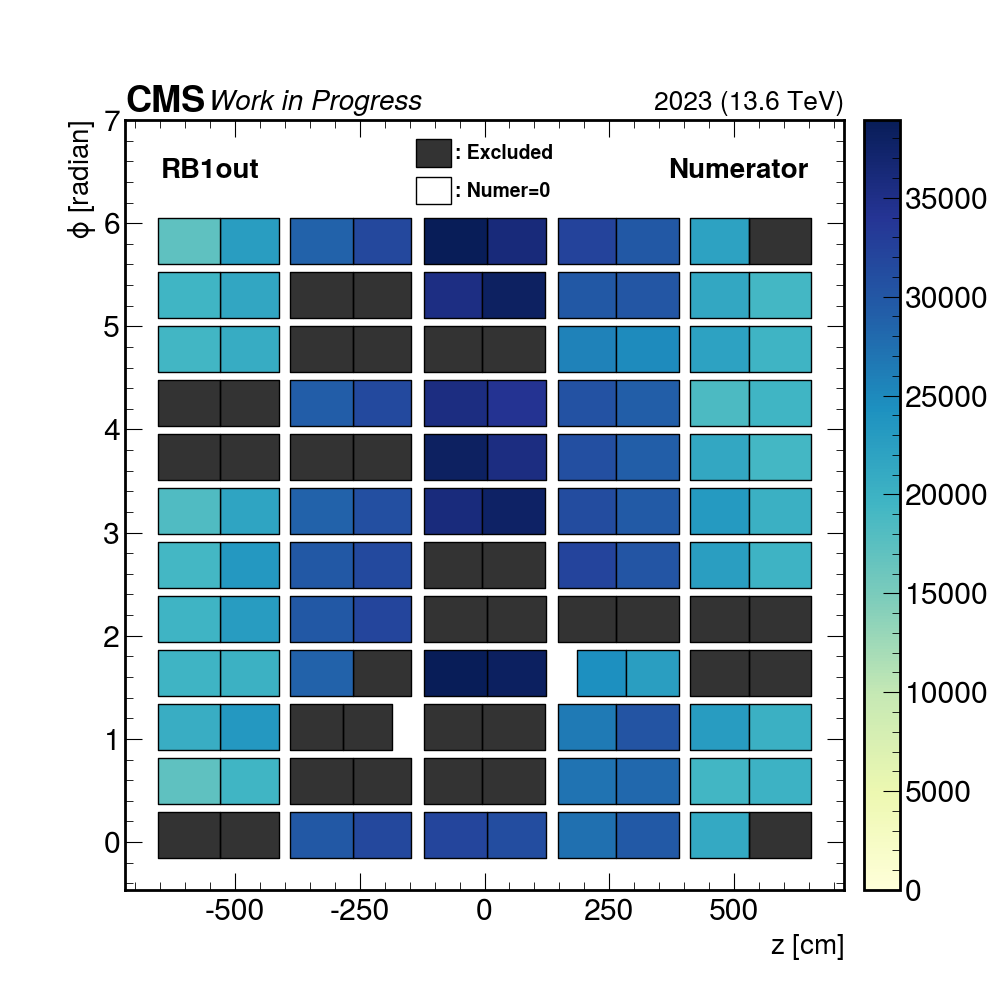 CMS Work in Progress 2023 (13.6 TeV)
RB1out
: Excluded
: Numer=0
Numerator
ϕ [radian]
7
6
5
4
3
2
1
0
-500 -250 0 250 500
z [cm]
35000
30000
25000
20000
15000
10000
5000
0